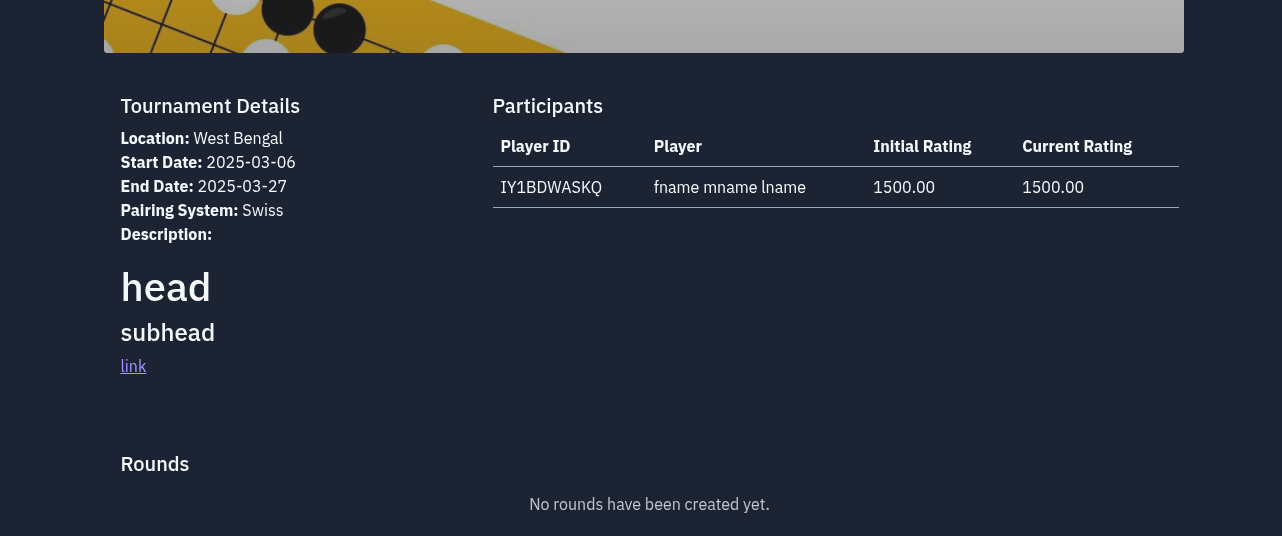 Tournament Details
Location: West Bengal
Start Date: 2025-03-06
End Date: 2025-03-27
Pairing System: Swiss
Description:
head
subhead
link
Participants
Player ID Player Initial Rating Current Rating
IY1BDWASKQ fname mname lname 1500.00 1500.00
Rounds
No rounds have been created yet.